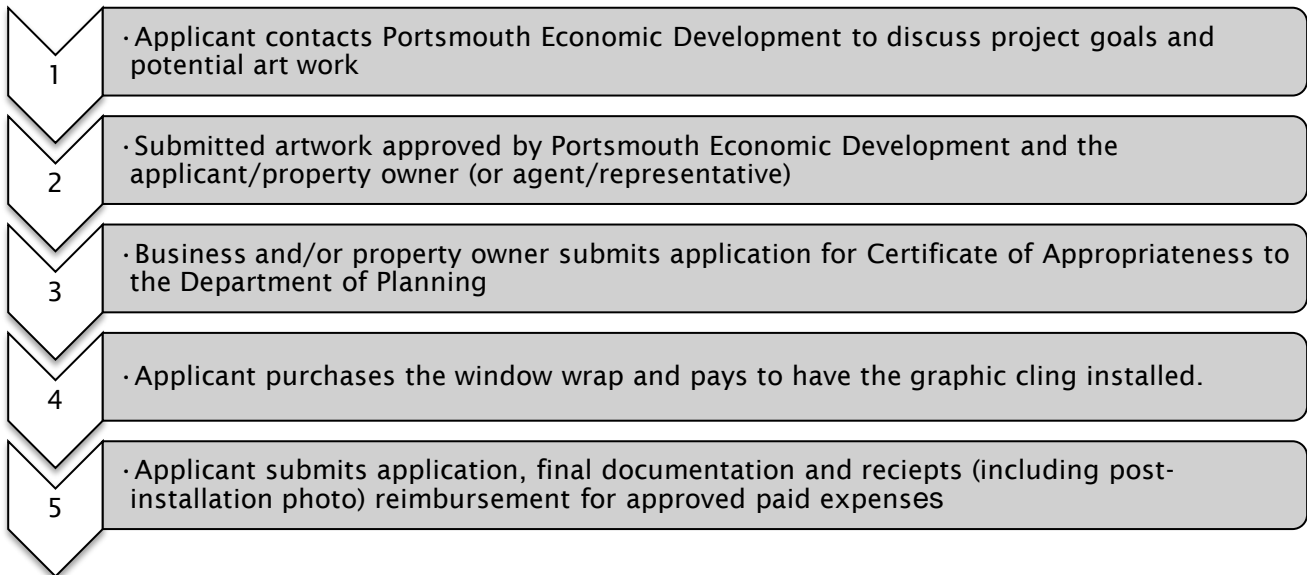 1
·Applicant contacts Portsmouth Economic Development to discuss project goals and
potential art work
2
·Submitted artwork approved by Portsmouth Economic Development and the
applicant/property owner (or agent/representative)
3
·Business and/or property owner submits application for Certificate of Appropriateness to
the Department of Planning
4
·Applicant purchases the window wrap and pays to have the graphic cling installed.
5
·Applicant submits application, final documentation and reciepts (including post-
installation photo) reimbursement for approved paid expenses